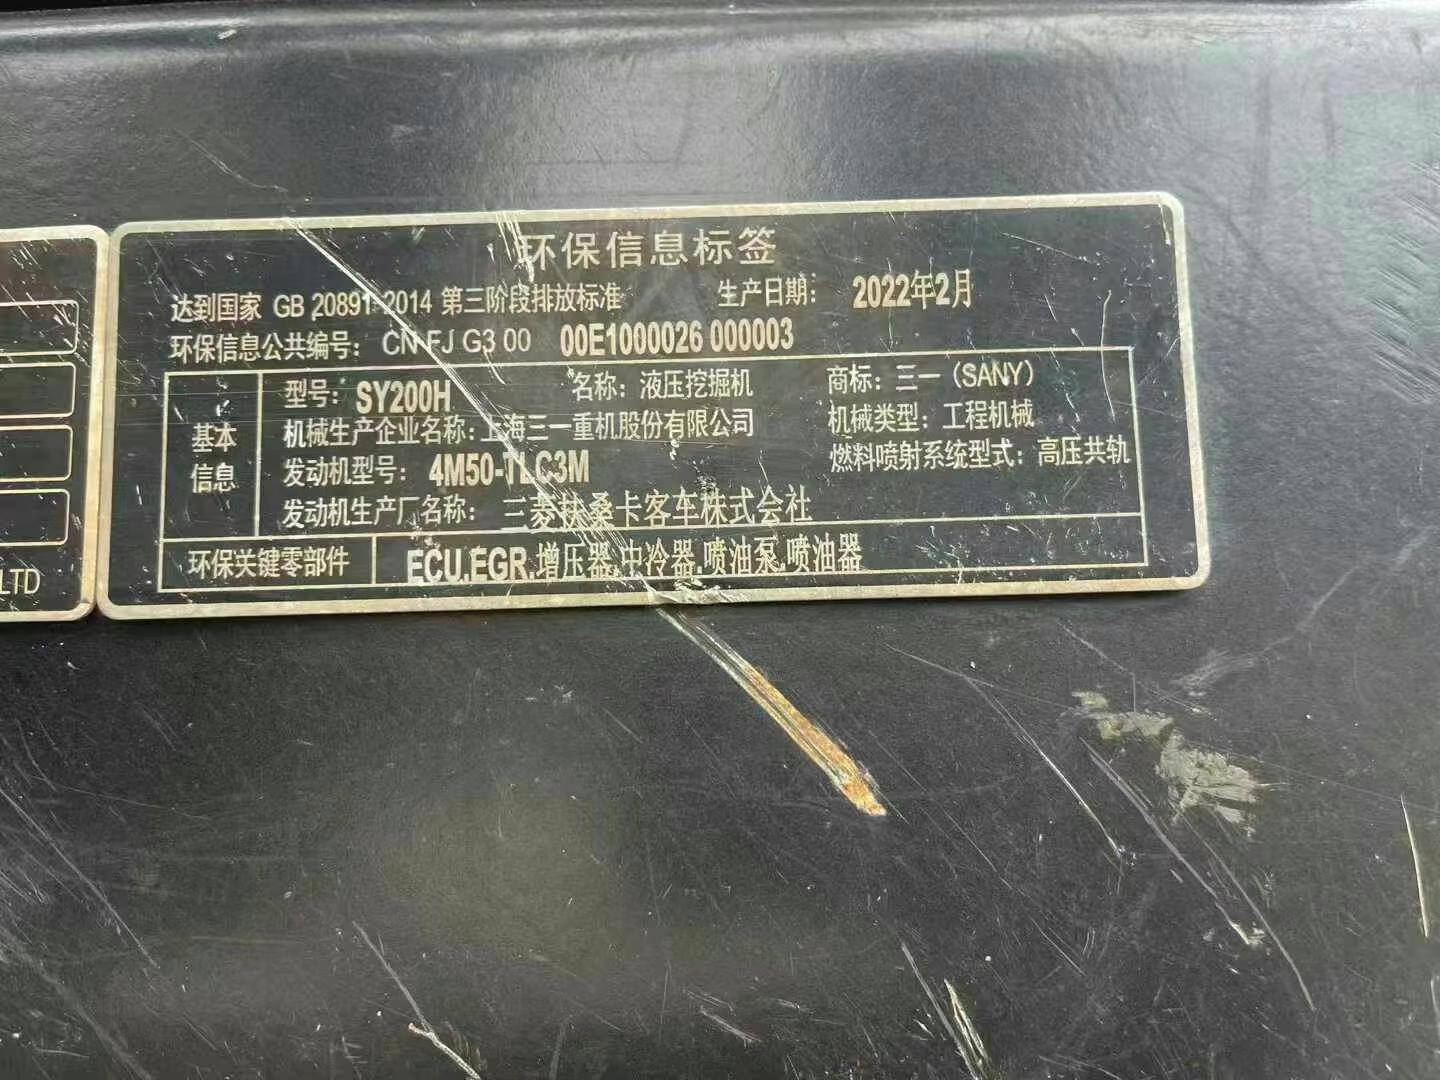 环保信息标签
达到国家 GB 20891-2014 第三阶段排放标准 生产日期： 2022年2月
环保信息公共编号： CN FJ G3 00 00E1000026 000003
基本信息
型号：SY200H 名称：液压挖掘机 商标：三一（SANY）
机械生产企业名称：上海三一重机股份有限公司 机械类型：工程机械
发动机型号：4M50-TLC3M 燃料喷射系统型式：高压共轨
发动机生产厂名称：三菱扶桑卡客车株式会社
环保关键零部件 ECU.EGR.增压器.中冷器.喷油泵.喷油器
LTD